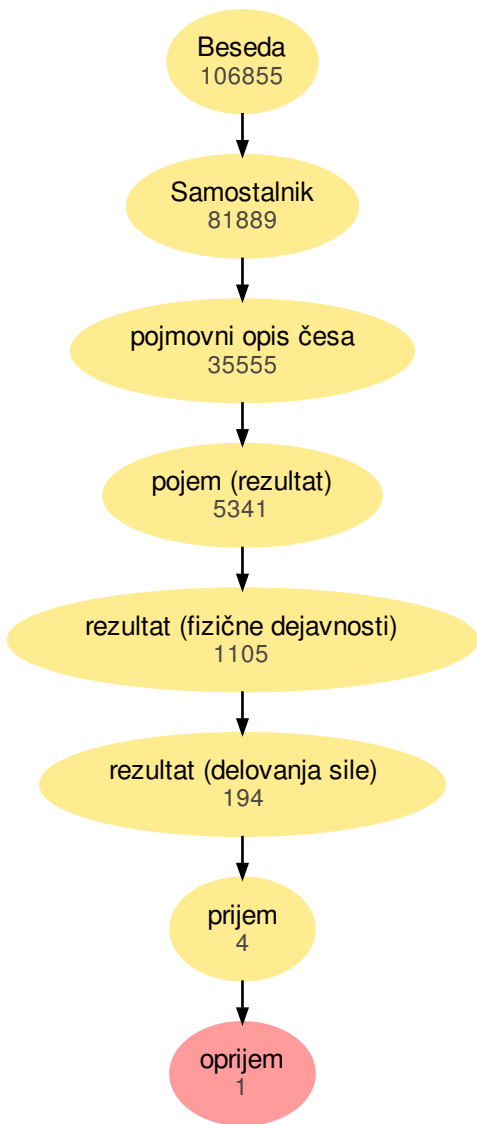 Beseda
106855
Samostalnik
81889
pojmovni opis česa
35555
pojem (rezultat)
5341
rezultat (fizične dejavnosti)
1105
rezultat (delovanja sile)
194
prijem
4
oprijem
1